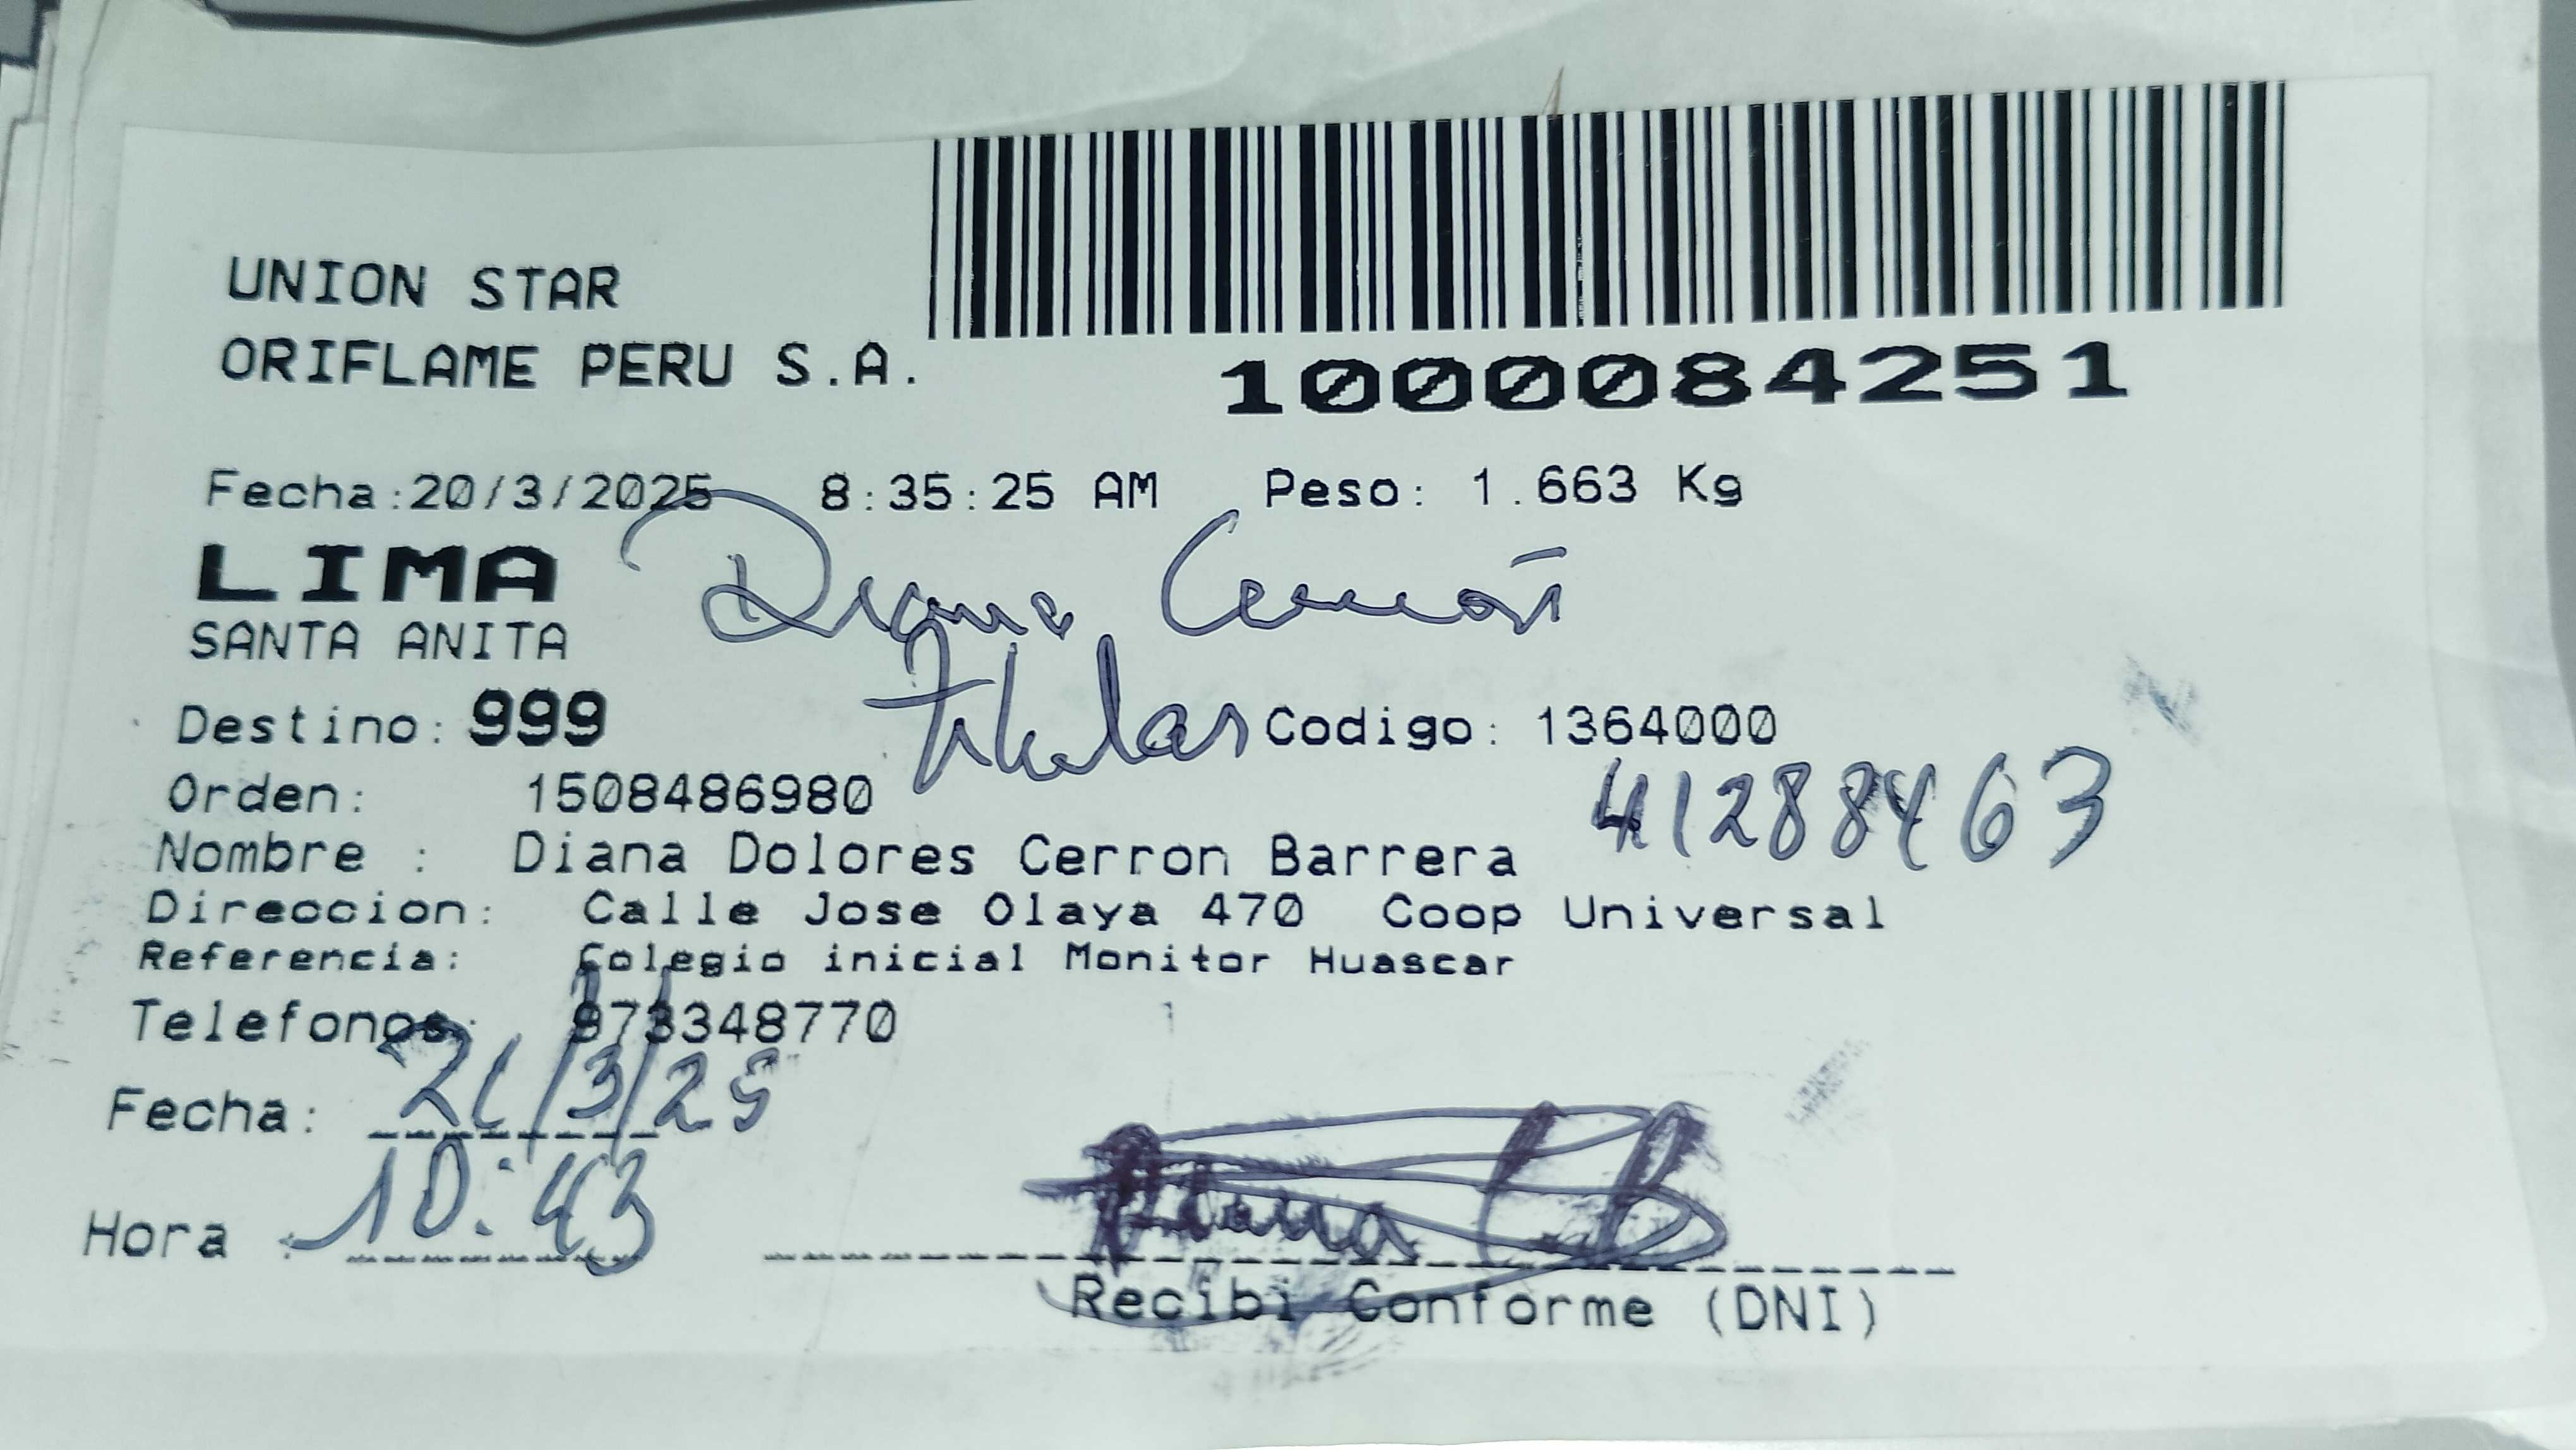 UNION STAR
ORIFLAME PERU S.A.
1000084251
Fecha:20/3/2025 8:35:25 AM Peso: 1.663 Kg
LIMA
Diana Cerrón
SANTA ANITA
Titular
Destino: 999 Codigo: 1364000
Orden: 1508486980
41288463
Nombre : Diana Dolores Cerron Barrera
Direccion: Calle Jose Olaya 470 Coop Universal
Referencia: Colegio inicial Monitor Huascar
Telefonos: 973348770
Fecha: 21/3/25
Hora : 10:43
Recibi Conforme (DNI)